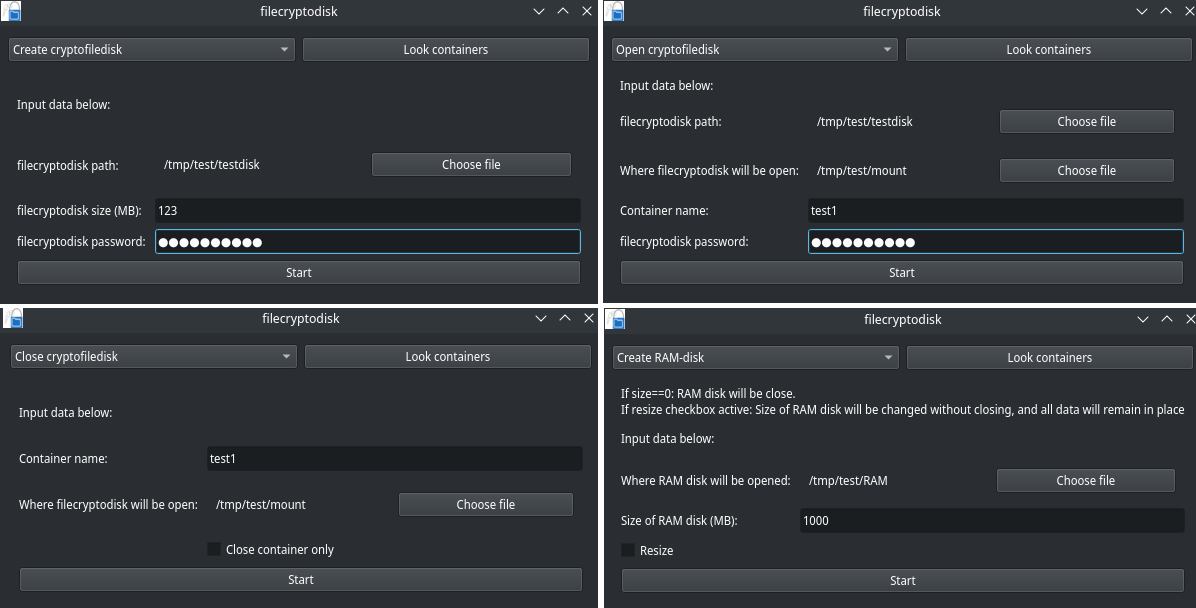 filecryptodisk
Create cryptofiledisk
Look containers
Input data below:
filecryptodisk path: /tmp/test/testdisk Choose file
filecryptodisk size (MB): 123
filecryptodisk password: ●●●●●●●●●●
Start
filecryptodisk
Open cryptofiledisk
Look containers
Input data below:
filecryptodisk path: /tmp/test/testdisk Choose file
Where filecryptodisk will be open: /tmp/test/mount Choose file
Container name: test1
filecryptodisk password: ●●●●●●●●●●
Start
filecryptodisk
Close cryptofiledisk
Look containers
Input data below:
Container name: test1
Where filecryptodisk will be open: /tmp/test/mount Choose file
Close container only
Start
filecryptodisk
Create RAM-disk
Look containers
If size==0: RAM disk will be close.
If resize checkbox active: Size of RAM disk will be changed without closing, and all data will remain in place
Input data below:
Where RAM disk will be opened: /tmp/test/RAM Choose file
Size of RAM disk (MB): 1000
Resize
Start